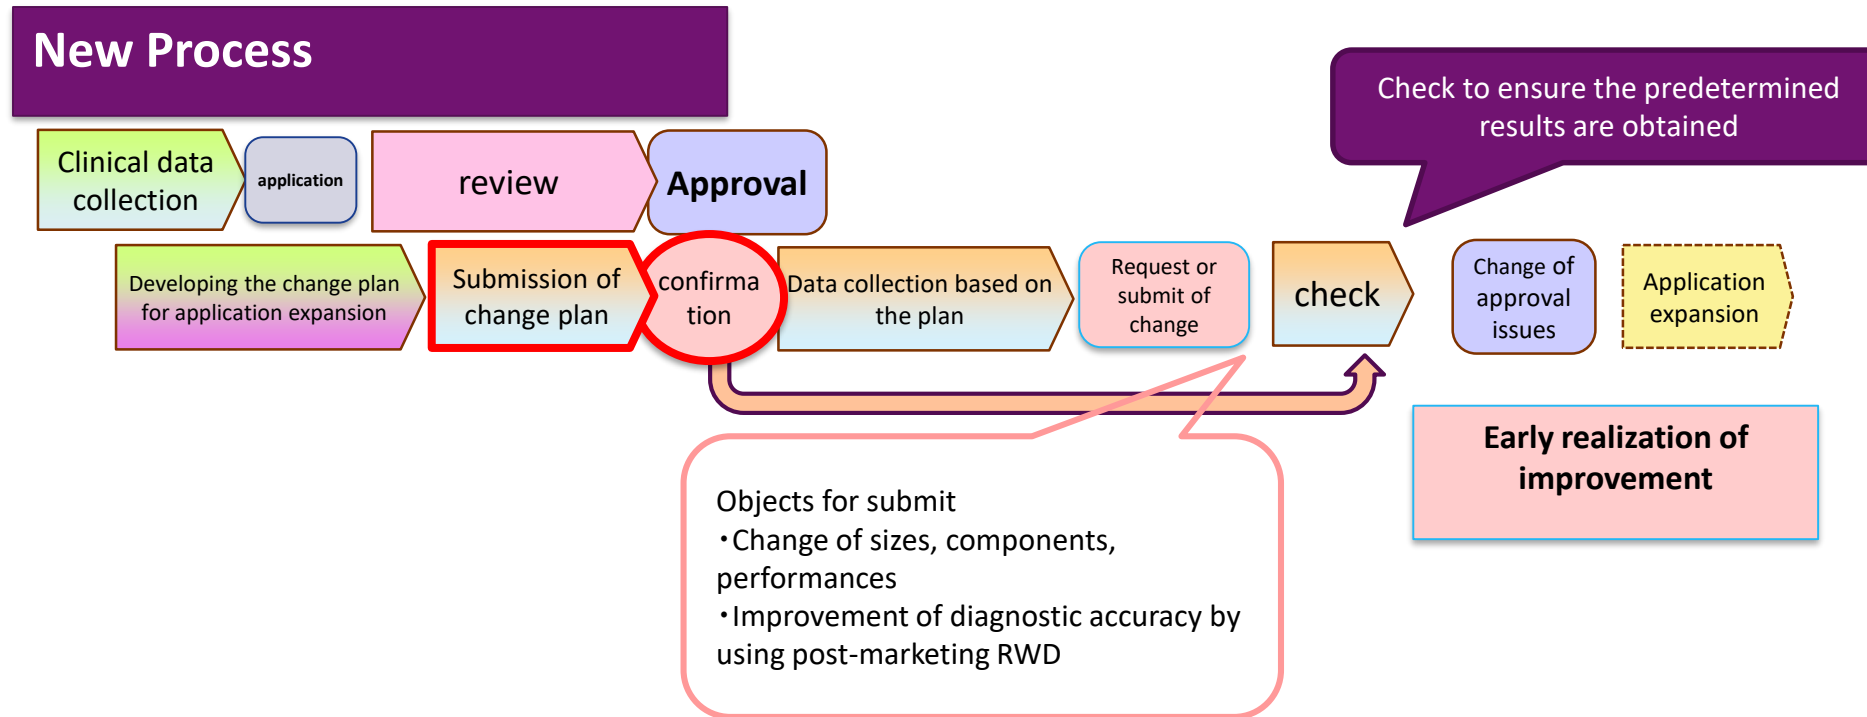 New Process
Check to ensure the predetermined
results are obtained
Clinical data
collection
application
review
Approval
Developing the change plan
for application expansion
Submission of
change plan
confirma
tion
Data collection based on
the plan
Request or
submit of
change
check
Change of
approval
issues
Application
expansion
Early realization of
improvement
Objects for submit
・Change of sizes, components,
performances
・Improvement of diagnostic accuracy by
using post-marketing RWD